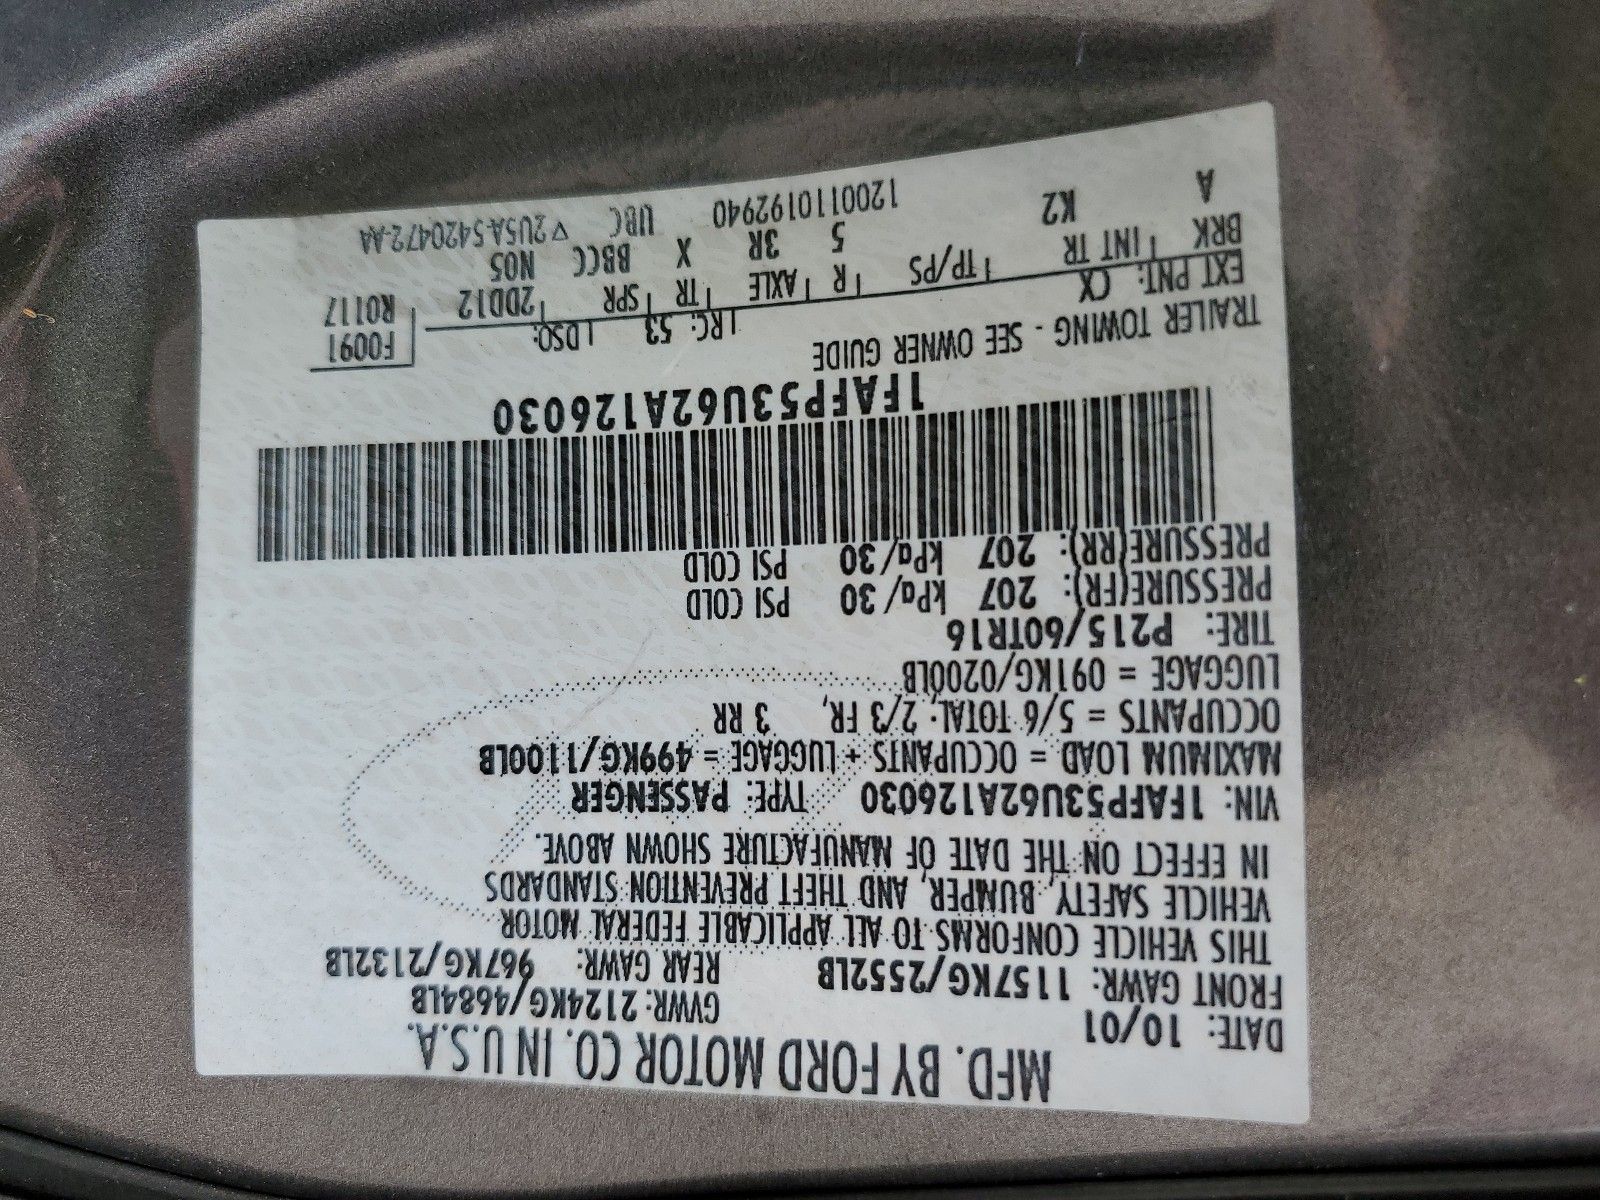 MFD. BY FORD MOTOR CO. IN U.S.A.
DATE: 10/01 GVWR: 2124KG/4684LB
FRONT GAWR: 1157KG/2552LB REAR GAWR: 967KG/2132LB
THIS VEHICLE CONFORMS TO ALL APPLICABLE FEDERAL MOTOR
VEHICLE SAFETY, BUMPER, AND THEFT PREVENTION STANDARDS
IN EFFECT ON THE DATE OF MANUFACTURE SHOWN ABOVE.
VIN: 1FAFP53U62A126030 TYPE: PASSENGER
MAXIMUM LOAD = OCCUPANTS + LUGGAGE = 499KG/1100LB
OCCUPANTS = 5/6 TOTAL, 2/3 FR, 3 RR
LUGGAGE = 091KG/0200LB
TIRE: P215/60TR16
PRESSURE(FR): 207 kPa/30 PSI COLD
PRESSURE(RR): 207 kPa/30 PSI COLD
1FAFP53U62A126030
TRAILER TOWING - SEE OWNER GUIDE
F0091
EXT PNT: CX RC: 53 DSO: R0117
BRK INT TR TP/PS R AXLE TR SPR 2DD12
A K2 5 3R X BBCC N05
120011019294​0 UBC ▽ 2U5A-5420472-AA